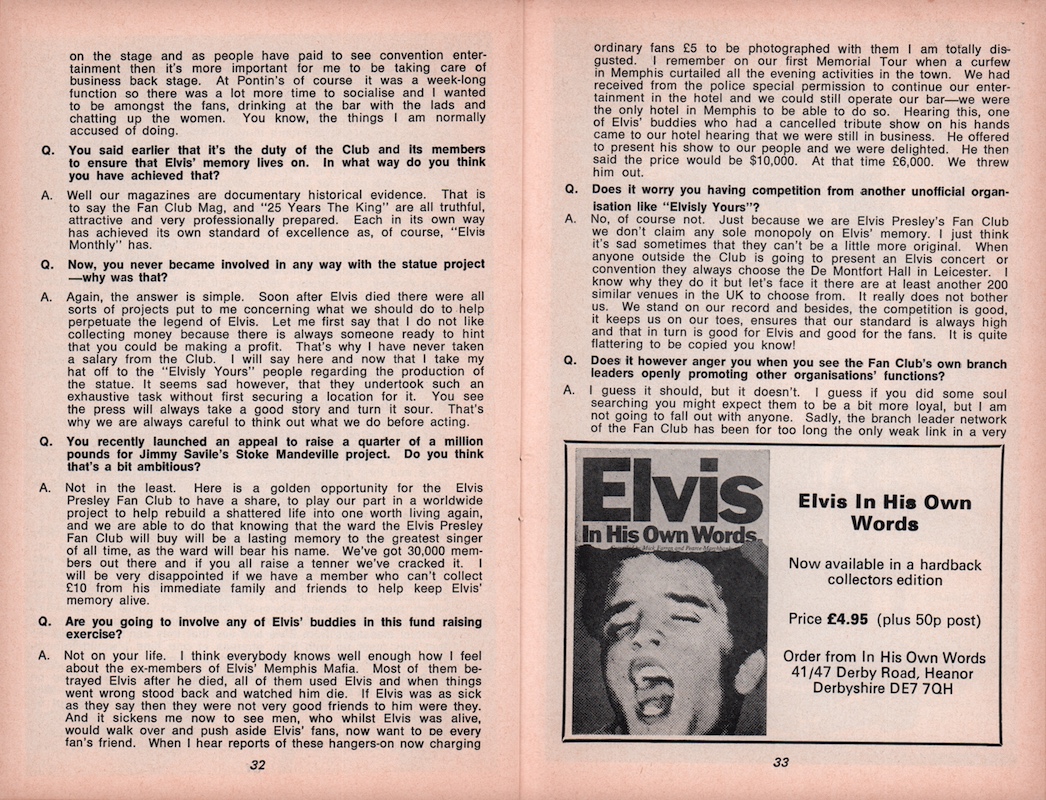 on the stage and as people have paid to see convention enter-
tainment then it's more important for me to be taking care of
business back stage. At Pontin's of course it was a week-long
function so there was a lot more time to socialise and I wanted
to be amongst the fans, drinking at the bar with the lads and
chatting up the women. You know, the things I am normally
accused of doing.
Q. You said earlier that it's the duty of the Club and its members
to ensure that Elvis' memory lives on. In what way do you think
you have achieved that?
A. Well our magazines are documentary historical evidence. That is
to say the Fan Club Mag, and "25 Years The King" are all truthful,
attractive and very professionally prepared. Each in its own way
has achieved its own standard of excellence as, of course, "Elvis
Monthly" has.
Q. Now, you never became involved in any way with the statue project
—why was that?
A. Again, the answer is simple. Soon after Elvis died there were all
sorts of projects put to me concerning what we should do to help
perpetuate the legend of Elvis. Let me first say that I do not like
collecting money because there is always someone ready to hint
that you could be making a profit. That's why I have never taken
a salary from the Club. I will say here and now that I take my
hat off to the "Elvisly Yours" people regarding the production of
the statue. It seems sad however, that they undertook such an
exhaustive task without first securing a location for it. You see
the press will always take a good story and turn it sour. That's
why we are always careful to think out what we do before acting.
Q. You recently launched an appeal to raise a quarter of a million
pounds for Jimmy Savile's Stoke Mandeville project. Do you think
that's a bit ambitious?
A. Not in the least. Here is a golden opportunity for the Elvis
Presley Fan Club to have a share, to play our part in a worldwide
project to help rebuild a shattered life into one worth living again,
and we are able to do that knowing that the ward the Elvis Presley
Fan Club will buy will be a lasting memory to the greatest singer
of all time, as the ward will bear his name. We've got 30,000 mem-
bers out there and if you all raise a tenner we've cracked it. I
will be very disappointed if we have a member who can't collect
£10 from his immediate family and friends to help keep Elvis'
memory alive.
Q. Are you going to involve any of Elvis' buddies in this fund raising
exercise?
A. Not on your life. I think everybody knows well enough how I feel
about the ex-members of Elvis' Memphis Mafia. Most of them be-
trayed Elvis after he died, all of them used Elvis and when things
went wrong stood back and watched him die. If Elvis was as sick
as they say then they were not very good friends to him were they.
And it sickens me now to see men, who whilst Elvis was alive,
would walk over and push aside Elvis' fans, now want to be every
fan's friend. When I hear reports of these hangers-on now charging
32
ordinary fans £5 to be photographed with them I am totally dis-
gusted. I remember on our first Memorial Tour when a curfew
in Memphis curtailed all the evening activities in the town. We had
received from the police special permission to continue our enter-
tainment in the hotel and we could still operate our bar—we were
the only hotel in Memphis to be able to do so. Hearing this, one
of Elvis' buddies who had a cancelled tribute show on his hands
came to our hotel hearing that we were still in business. He offered
to present his show to our people and we were delighted. He then
said the price would be $10,000. At that time £6,000. We threw
him out.
Q. Does it worry you having competition from another unofficial organ-
isation like "Elvisly Yours"?
A. No, of course not. Just because we are Elvis Presley's Fan Club
we don't claim any sole monopoly on Elvis' memory. I just think
it's sad sometimes that they can't be a little more original. When
anyone outside the Club is going to present an Elvis concert or
convention they always choose the De Montfort Hall in Leicester. I
know why they do it but let's face it there are at least another 200
similar venues in the UK to choose from. It really does not bother
us. We stand on our record and besides, the competition is good,
it keeps us on our toes, ensures that our standard is always high
and that in turn is good for Elvis and good for the fans. It is quite
flattering to be copied you know!
Q. Does it however anger you when you see the Fan Club's own branch
leaders openly promoting other organisations' functions?
A. I guess it should, but it doesn't. I guess if you did some soul
searching you might expect them to be a bit more loyal, but I am
not going to fall out with anyone. Sadly, the branch leader network
of the Fan Club has been for too long the only weak link in a very
Elvis
In His Own Words
Elvis In His Own
Words
Now available in a hardback
collectors edition
Price £4.95 (plus 50p post)
Order from In His Own Words
41/47 Derby Road, Heanor
Derbyshire DE7 7QH
33